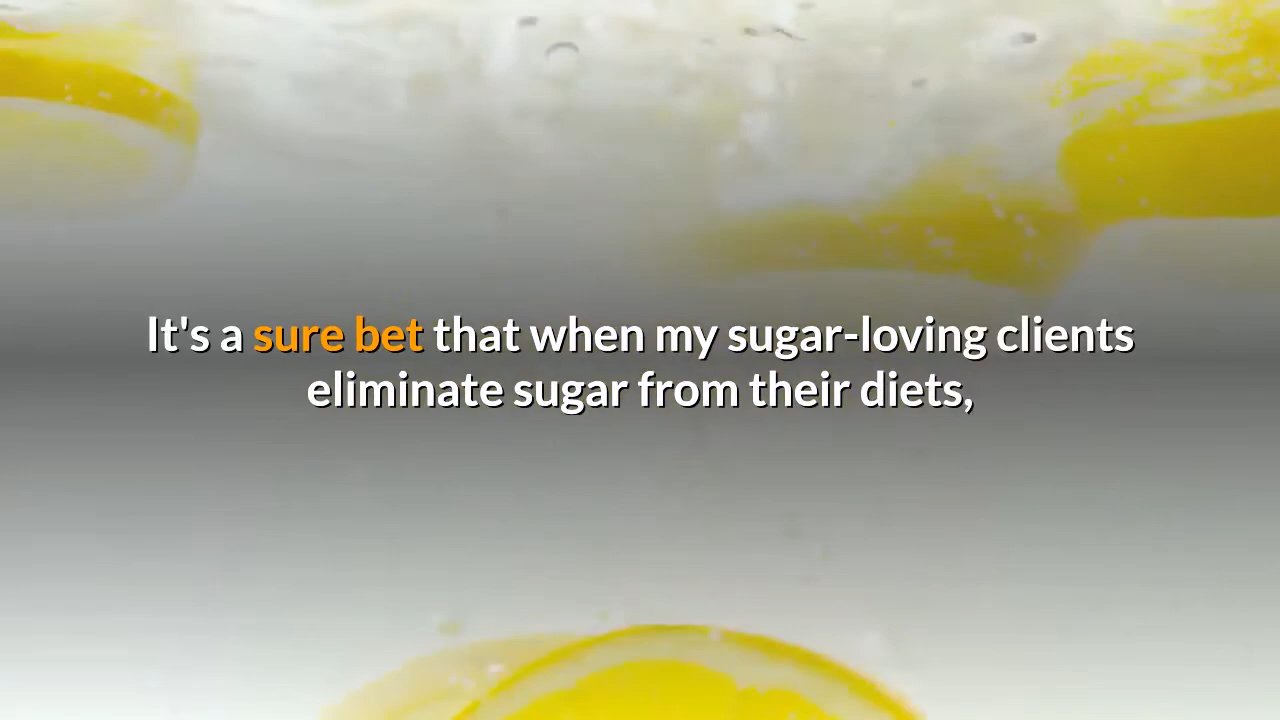 It's a sure bet that when my sugar-loving clients
eliminate sugar from their diets,